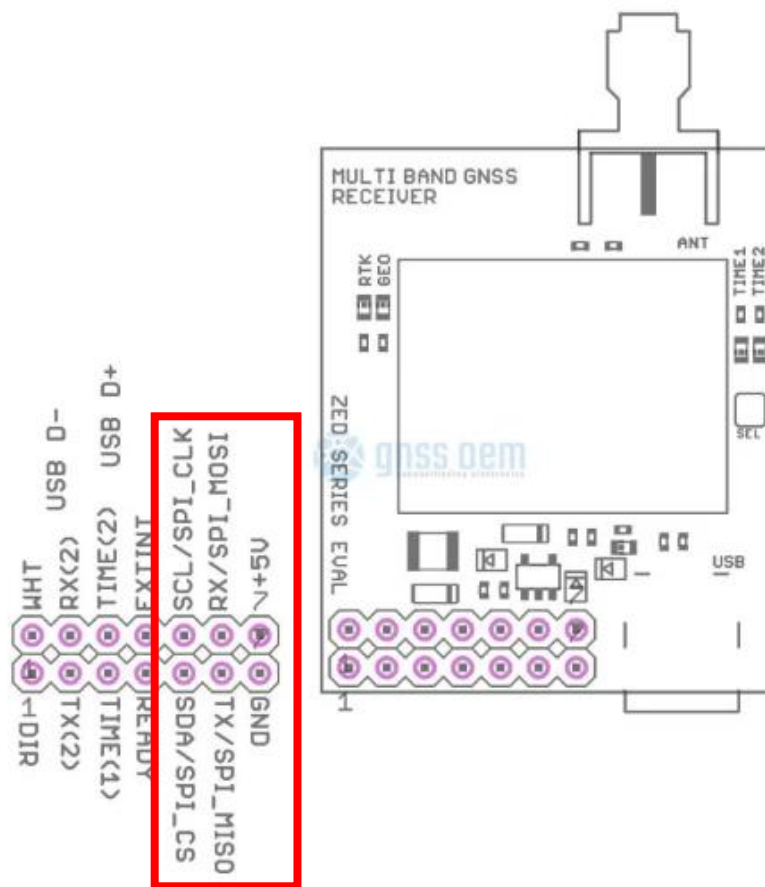 MULTI BAND GNSS
RECEIVER
ANT
RTK
GEO
TIME1
TIME2
SEL
ZED SERIES EVAL
gnss oem
USB
1
USB D-
USB D+
WHT
RX(2)
TIME(2)
EXTINT
SCL/SPI_CLK
RX/SPI_MOSI
+5V
1
DIR
TX(2)
TIME(1)
READY
SDA/SPI_CS
TX/SPI_MISO
GND